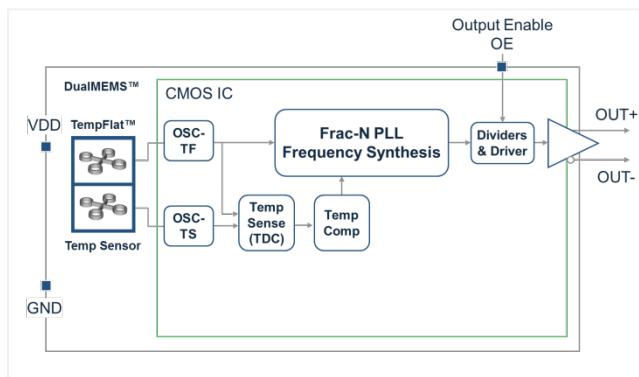 Output Enable
OE
DualMEMS™
CMOS IC
VDD
TempFlat™
OSC-
TF
Frac-N PLL
Frequency Synthesis
Dividers
& Driver
OUT+
OUT-
OSC-
TS
Temp
Sense
(TDC)
Temp
Comp
Temp Sensor
GND